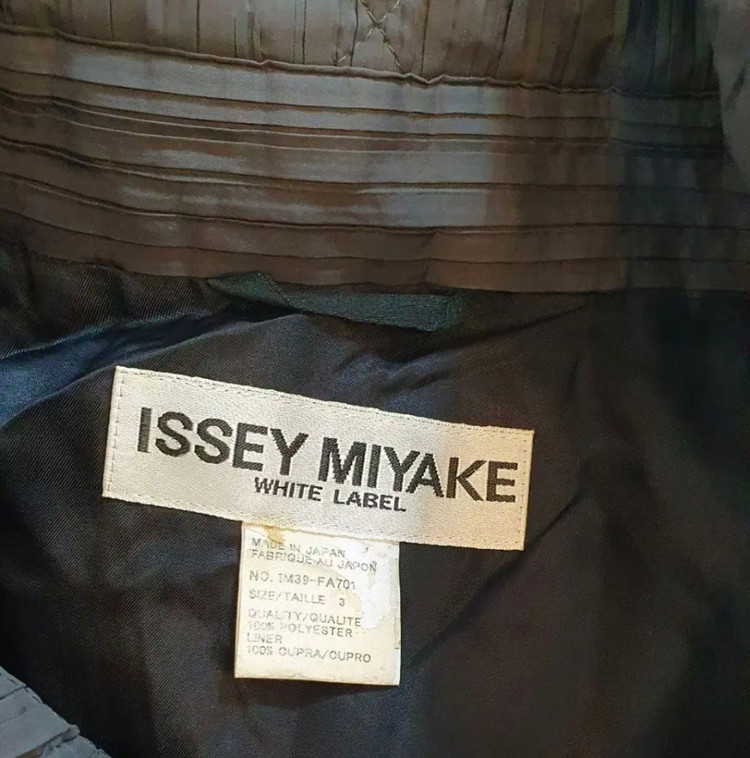 ISSEY MIYAKE
WHITE LABEL
MADE IN JAPAN
FABRIQUE AU JAPON
NO. IM39-FA701
SIZE/TAILLE 3
QUALITY/QUALITE
100% POLYESTER
LINER
100% CUPRA/CUPRO